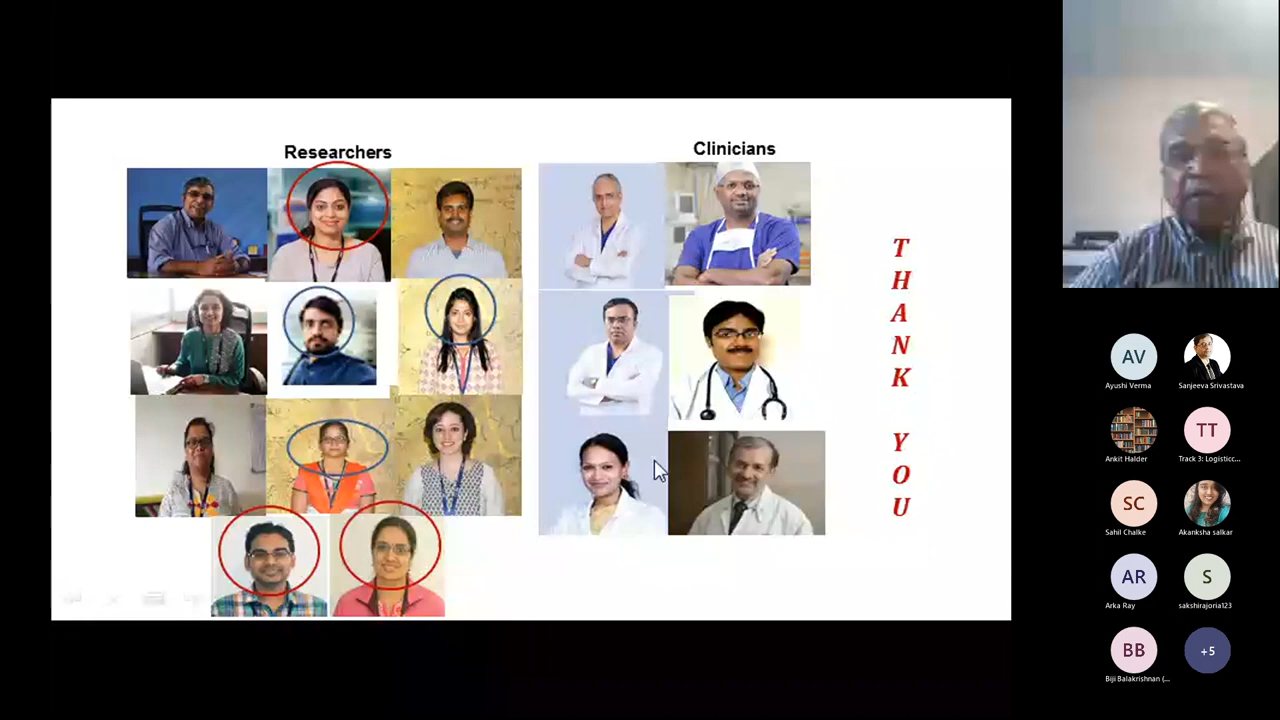 Researchers
Clinicians
T
H
A
N
K
Y
O
U
AV
Ayushi Verma
Sanjeeva Srivastava
Ankit Halder
TT
Track 3: Logisticc...
SC
Sahil Chalke
Akanksha salkar
AR
Arka Ray
S
sakshirajoria123
BB
Biji Balakrishnan (...
+5